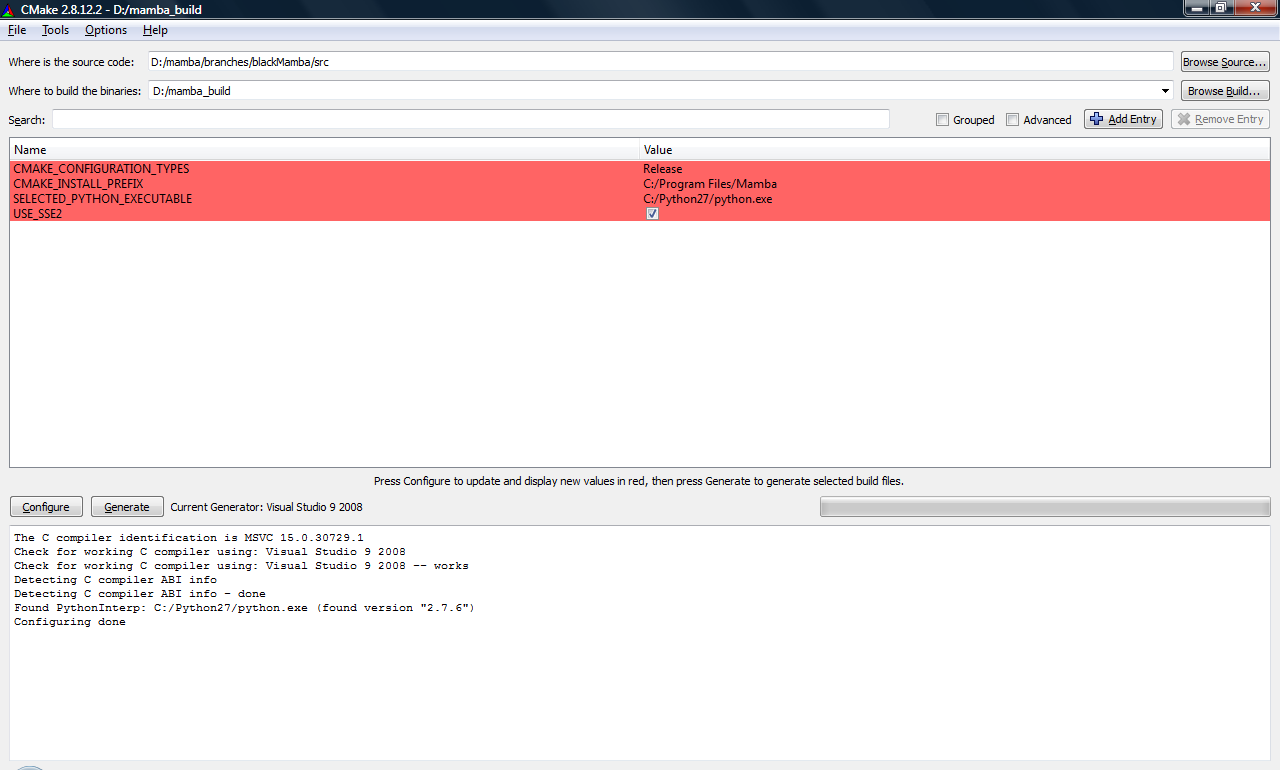 CMake 2.8.12.2 - D:/mamba_build
File Tools Options Help
Where is the source code: D:/mamba/branches/blackMamba/src Browse Source...
Where to build the binaries: D:/mamba_build Browse Build...
Search: Grouped Advanced Add Entry Remove Entry
Name Value
CMAKE_CONFIGURATION_TYPES Release
CMAKE_INSTALL_PREFIX C:/Program Files/Mamba
SELECTED_PYTHON_EXECUTABLE C:/Python27/python.exe
USE_SSE2
Press Configure to update and display new values in red, then press Generate to generate selected build files.
Configure Generate Current Generator: Visual Studio 9 2008
The C compiler identification is MSVC 15.0.30729.1
Check for working C compiler using: Visual Studio 9 2008
Check for working C compiler using: Visual Studio 9 2008 -- works
Detecting C compiler ABI info
Detecting C compiler ABI info - done
Found PythonInterp: C:/Python27/python.exe (found version "2.7.6")
Configuring done